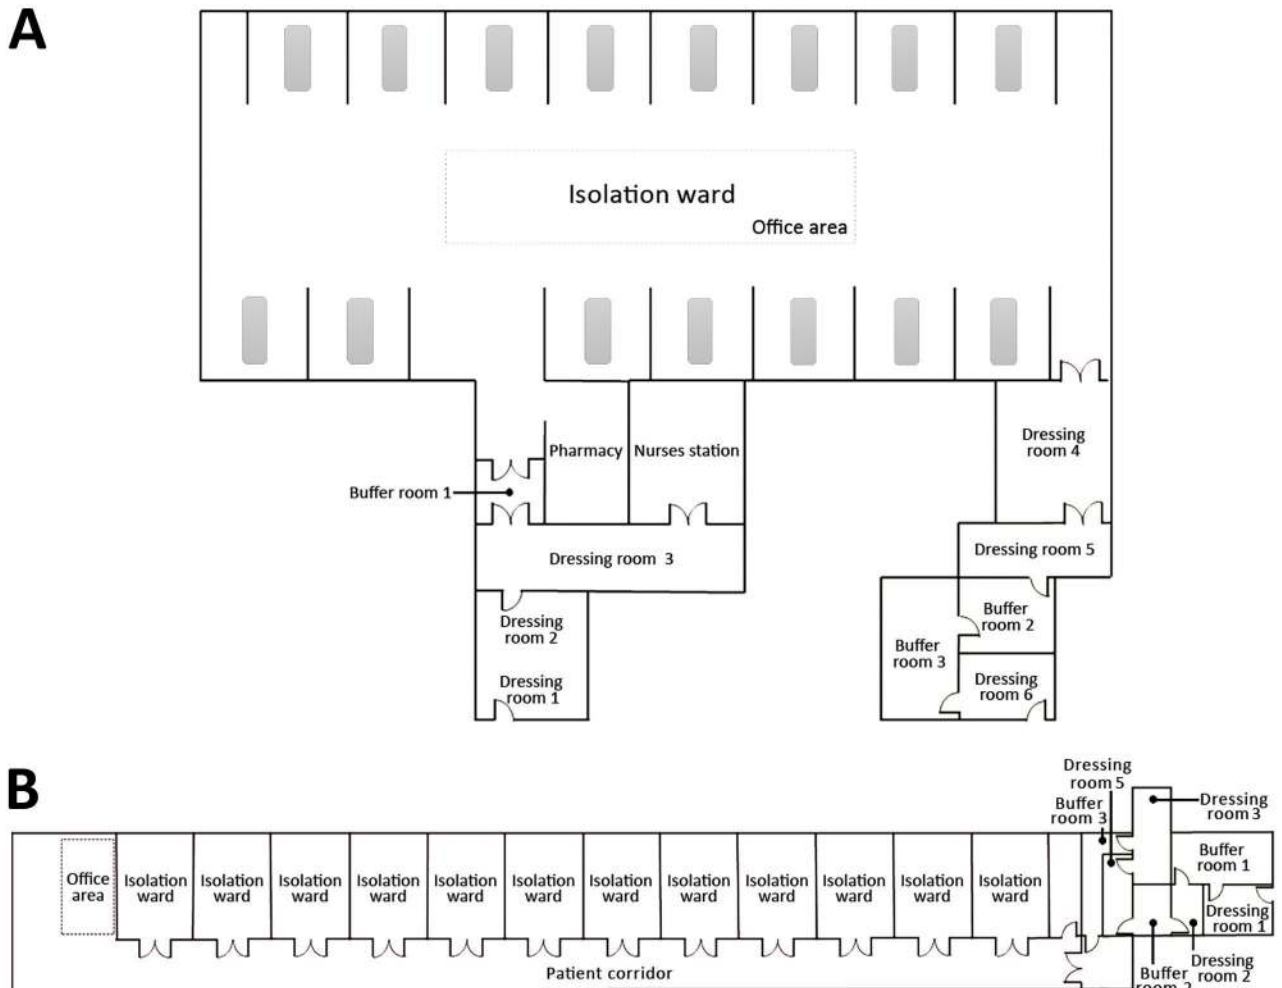 A
Isolation ward
Office area
Pharmacy
Nurses station
Dressing
room 4
Buffer room 1
Dressing room 3
Dressing room 5
Dressing
room 2
Buffer
room 2
Buffer
room 3
Dressing
room 1
Dressing
room 6
B
Dressing
room 5
Buffer
room 3
Dressing
room 3
Office
area
Isolation
ward
Isolation
ward
Isolation
ward
Isolation
ward
Isolation
ward
Isolation
ward
Isolation
ward
Isolation
ward
Isolation
ward
Isolation
ward
Isolation
ward
Isolation
ward
Buffer
room 1
Dressing
room 1
Patient corridor
Buffer
room 2
Dressing
room 2